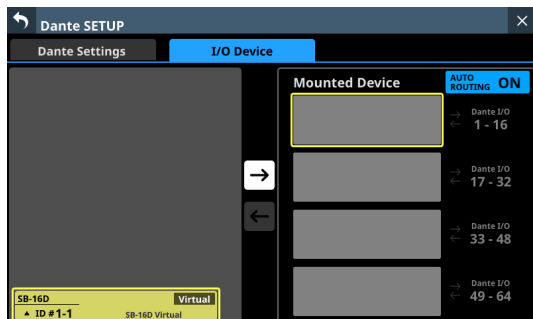 Dante SETUP
Dante Settings
I/O Device
Mounted Device
AUTO ROUTING ON
Dante I/O
1 - 16
Dante I/O
17 - 32
Dante I/O
33 - 48
Dante I/O
49 - 64
SB-16D
Virtual
ID # 1-1
SB-16D Virtual